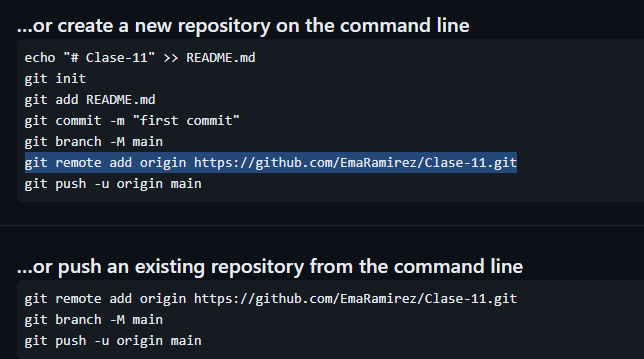 ...or create a new repository on the command line
echo "# Clase-11" >> README.md
git init
git add README.md
git commit -m "first commit"
git branch -M main
git remote add origin https://github.com/EmaRamirez/Clase-11.git
git push -u origin main
...or push an existing repository from the command line
git remote add origin https://github.com/EmaRamirez/Clase-11.git
git branch -M main
git push -u origin main